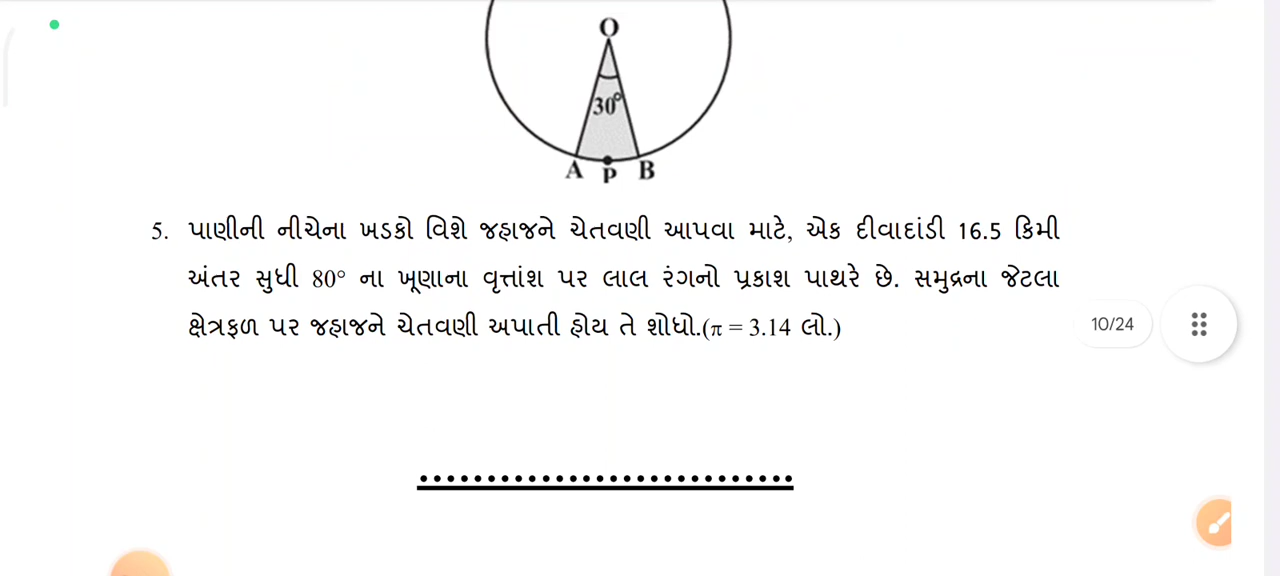 O
30°
A P B
5. પાણીની નીચેના ખડકો વિશે જહાજને ચેતવણી આપવા માટે, એક દીવાદાંડી 16.5 કિમી
અંતર સુધી 80° ના ખૂણાના વૃત્તાંશ પર લાલ રંગનો પ્રકાશ પાથરે છે. સમુદ્રના જેટલા
ક્ષેત્રફળ પર જહાજને ચેતવણી અપાતી હોય તે શોધો.(π = 3.14 લો.)
10/24